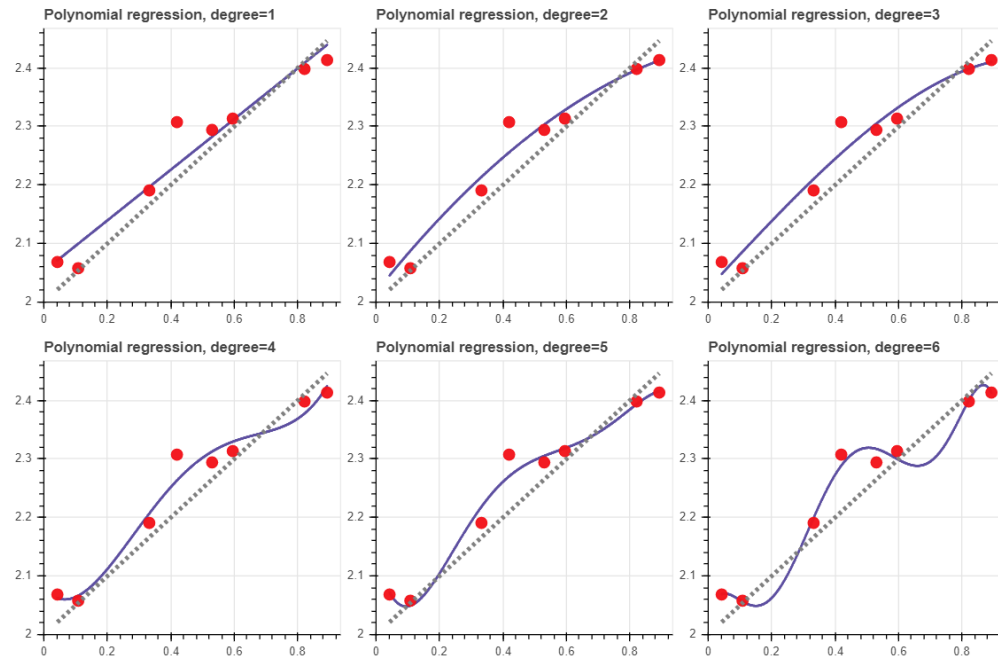 Polynomial regression, degree=1
2.4
2.3
2.2
2.1
2
0 0.2 0.4 0.6 0.8
Polynomial regression, degree=2
2.4
2.3
2.2
2.1
2
0 0.2 0.4 0.6 0.8
Polynomial regression, degree=3
2.4
2.3
2.2
2.1
2
0 0.2 0.4 0.6 0.8
Polynomial regression, degree=4
2.4
2.3
2.2
2.1
2
0 0.2 0.4 0.6 0.8
Polynomial regression, degree=5
2.4
2.3
2.2
2.1
2
0 0.2 0.4 0.6 0.8
Polynomial regression, degree=6
2.4
2.3
2.2
2.1
2
0 0.2 0.4 0.6 0.8